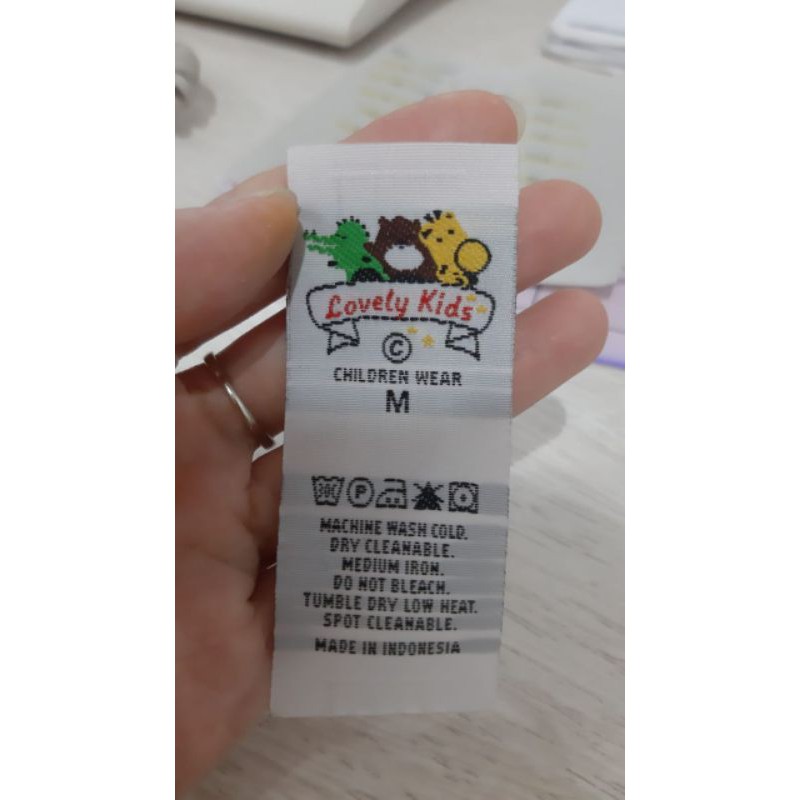 Lovely Kids
©
CHILDREN WEAR
M
30C P
MACHINE WASH COLD.
DRY CLEANABLE.
MEDIUM IRON.
DO NOT BLEACH.
TUMBLE DRY LOW HEAT.
SPOT CLEANABLE.
MADE IN INDONESIA